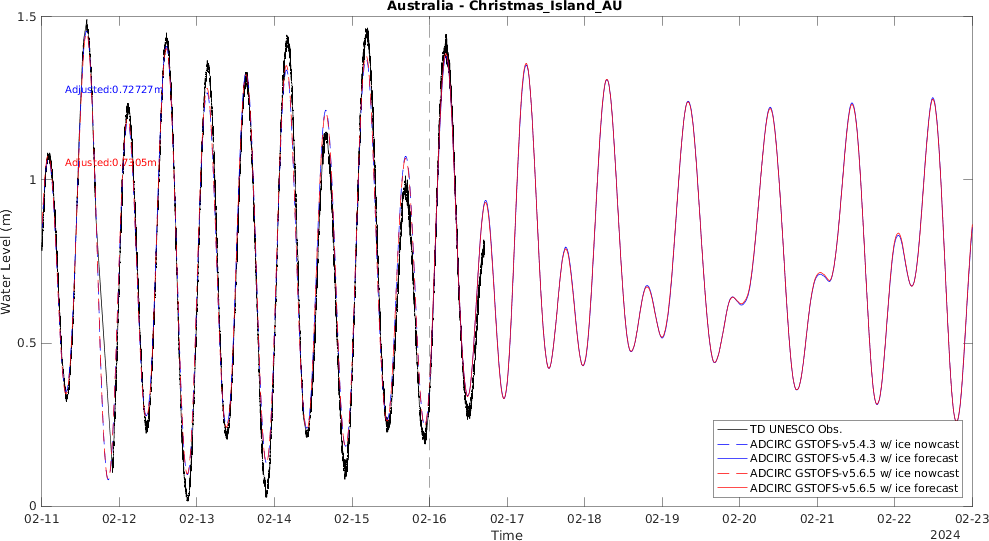 Australia - Christmas_Island_AU
1.5
Adjusted:0.72727m
Adjusted:0.7305m
1
Water Level (m)
0.5
TD UNESCO Obs.
ADCIRC GSTOFS-v5.4.3 w/ ice nowcast
ADCIRC GSTOFS-v5.4.3 w/ ice forecast
ADCIRC GSTOFS-v5.6.5 w/ ice nowcast
ADCIRC GSTOFS-v5.6.5 w/ ice forecast
0
02-11 02-12 02-13 02-14 02-15 02-16 02-17 02-18 02-19 02-20 02-21 02-22 02-23
Time 2024